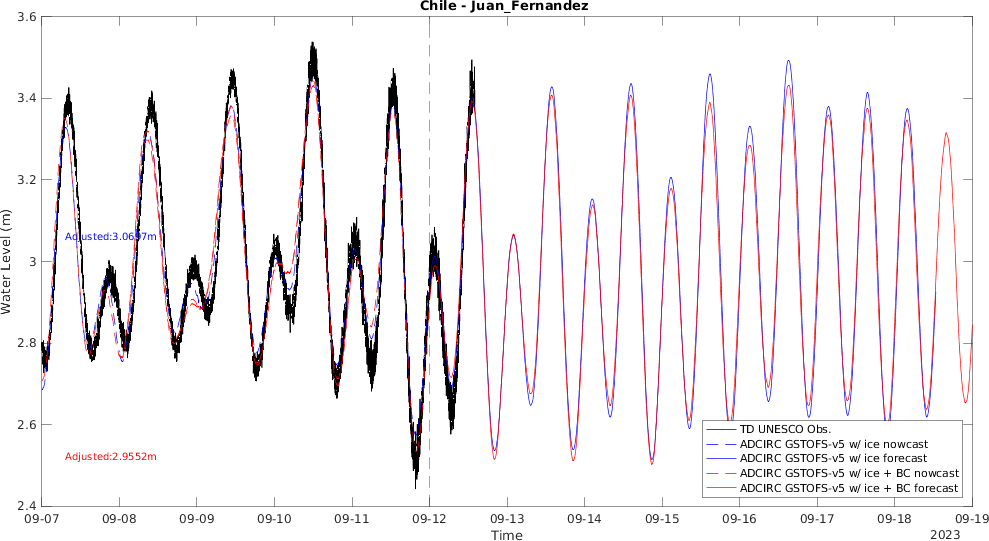 Chile - Juan_Fernandez
3.6
3.4
3.2
3
2.8
2.6
2.4
Water Level (m)
Adjusted:3.0697m
Adjusted:2.9552m
TD UNESCO Obs.
ADCIRC GSTOFS-v5 w/ ice nowcast
ADCIRC GSTOFS-v5 w/ ice forecast
ADCIRC GSTOFS-v5 w/ ice + BC nowcast
ADCIRC GSTOFS-v5 w/ ice + BC forecast
09-07 09-08 09-09 09-10 09-11 09-12 09-13 09-14 09-15 09-16 09-17 09-18 09-19
Time
2023